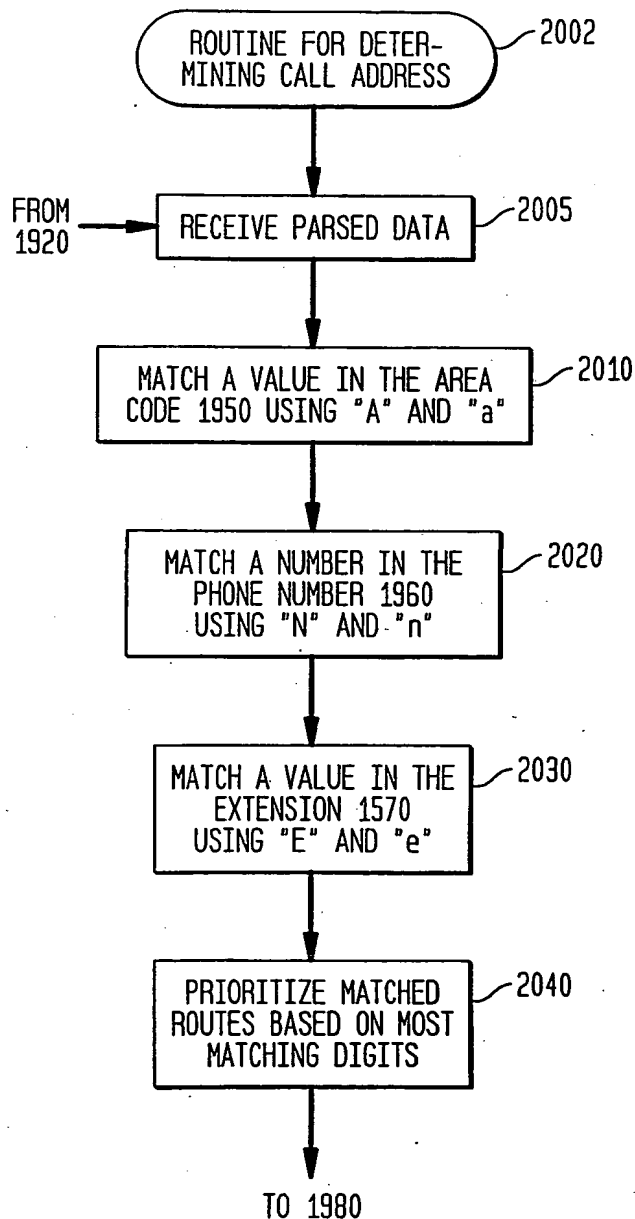 ROUTINE FOR DETER-
MINING CALL ADDRESS
2002
FROM
1920
RECEIVE PARSED DATA
2005
MATCH A VALUE IN THE AREA
CODE 1950 USING "A" AND "a"
2010
MATCH A NUMBER IN THE
PHONE NUMBER 1960
USING "N" AND "n"
2020
MATCH A VALUE IN THE
EXTENSION 1570
USING "E" AND "e"
2030
PRIORITIZE MATCHED
ROUTES BASED ON MOST
MATCHING DIGITS
2040
TO 1980